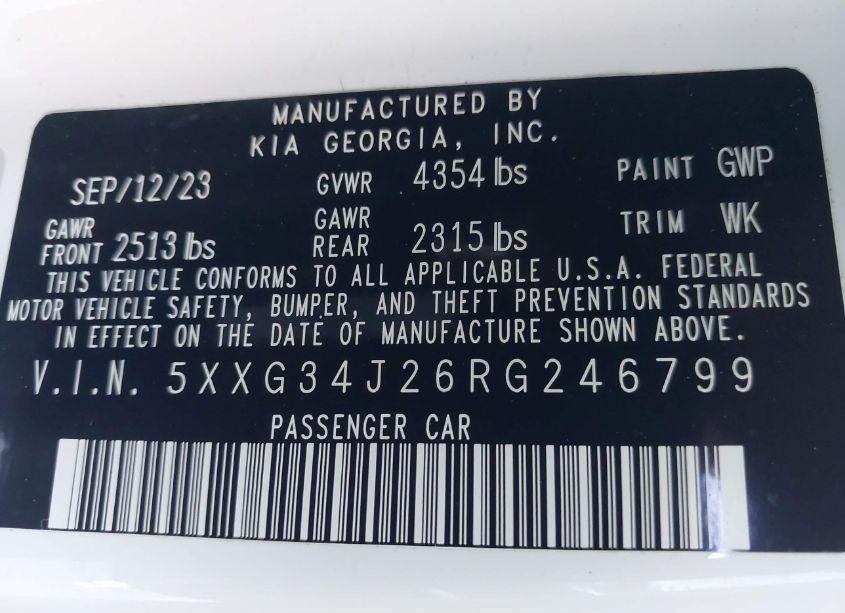 MANUFACTURED BY
KIA GEORGIA, INC.
SEP/12/23 GVWR 4354 lbs PAINT GWP
GAWR FRONT 2513 lbs GAWR REAR 2315 lbs TRIM WK
THIS VEHICLE CONFORMS TO ALL APPLICABLE U.S.A. FEDERAL
MOTOR VEHICLE SAFETY, BUMPER, AND THEFT PREVENTION STANDARDS
IN EFFECT ON THE DATE OF MANUFACTURE SHOWN ABOVE.
V.I.N. 5XXG34J26RG246799
PASSENGER CAR